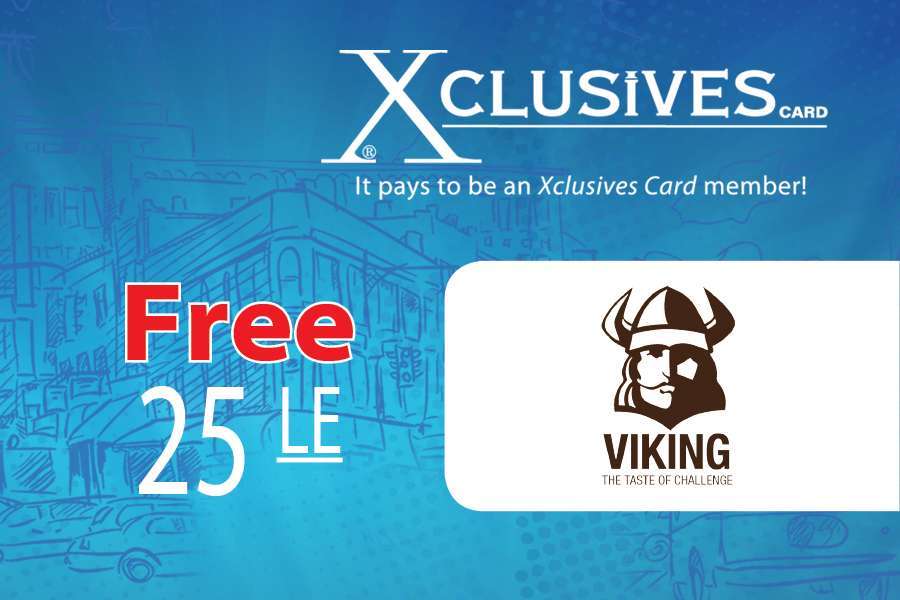 XCLUSiVES CARD
®
It pays to be an Xclusives Card member!
Free
25 LE
VIKING
THE TASTE OF CHALLENGE